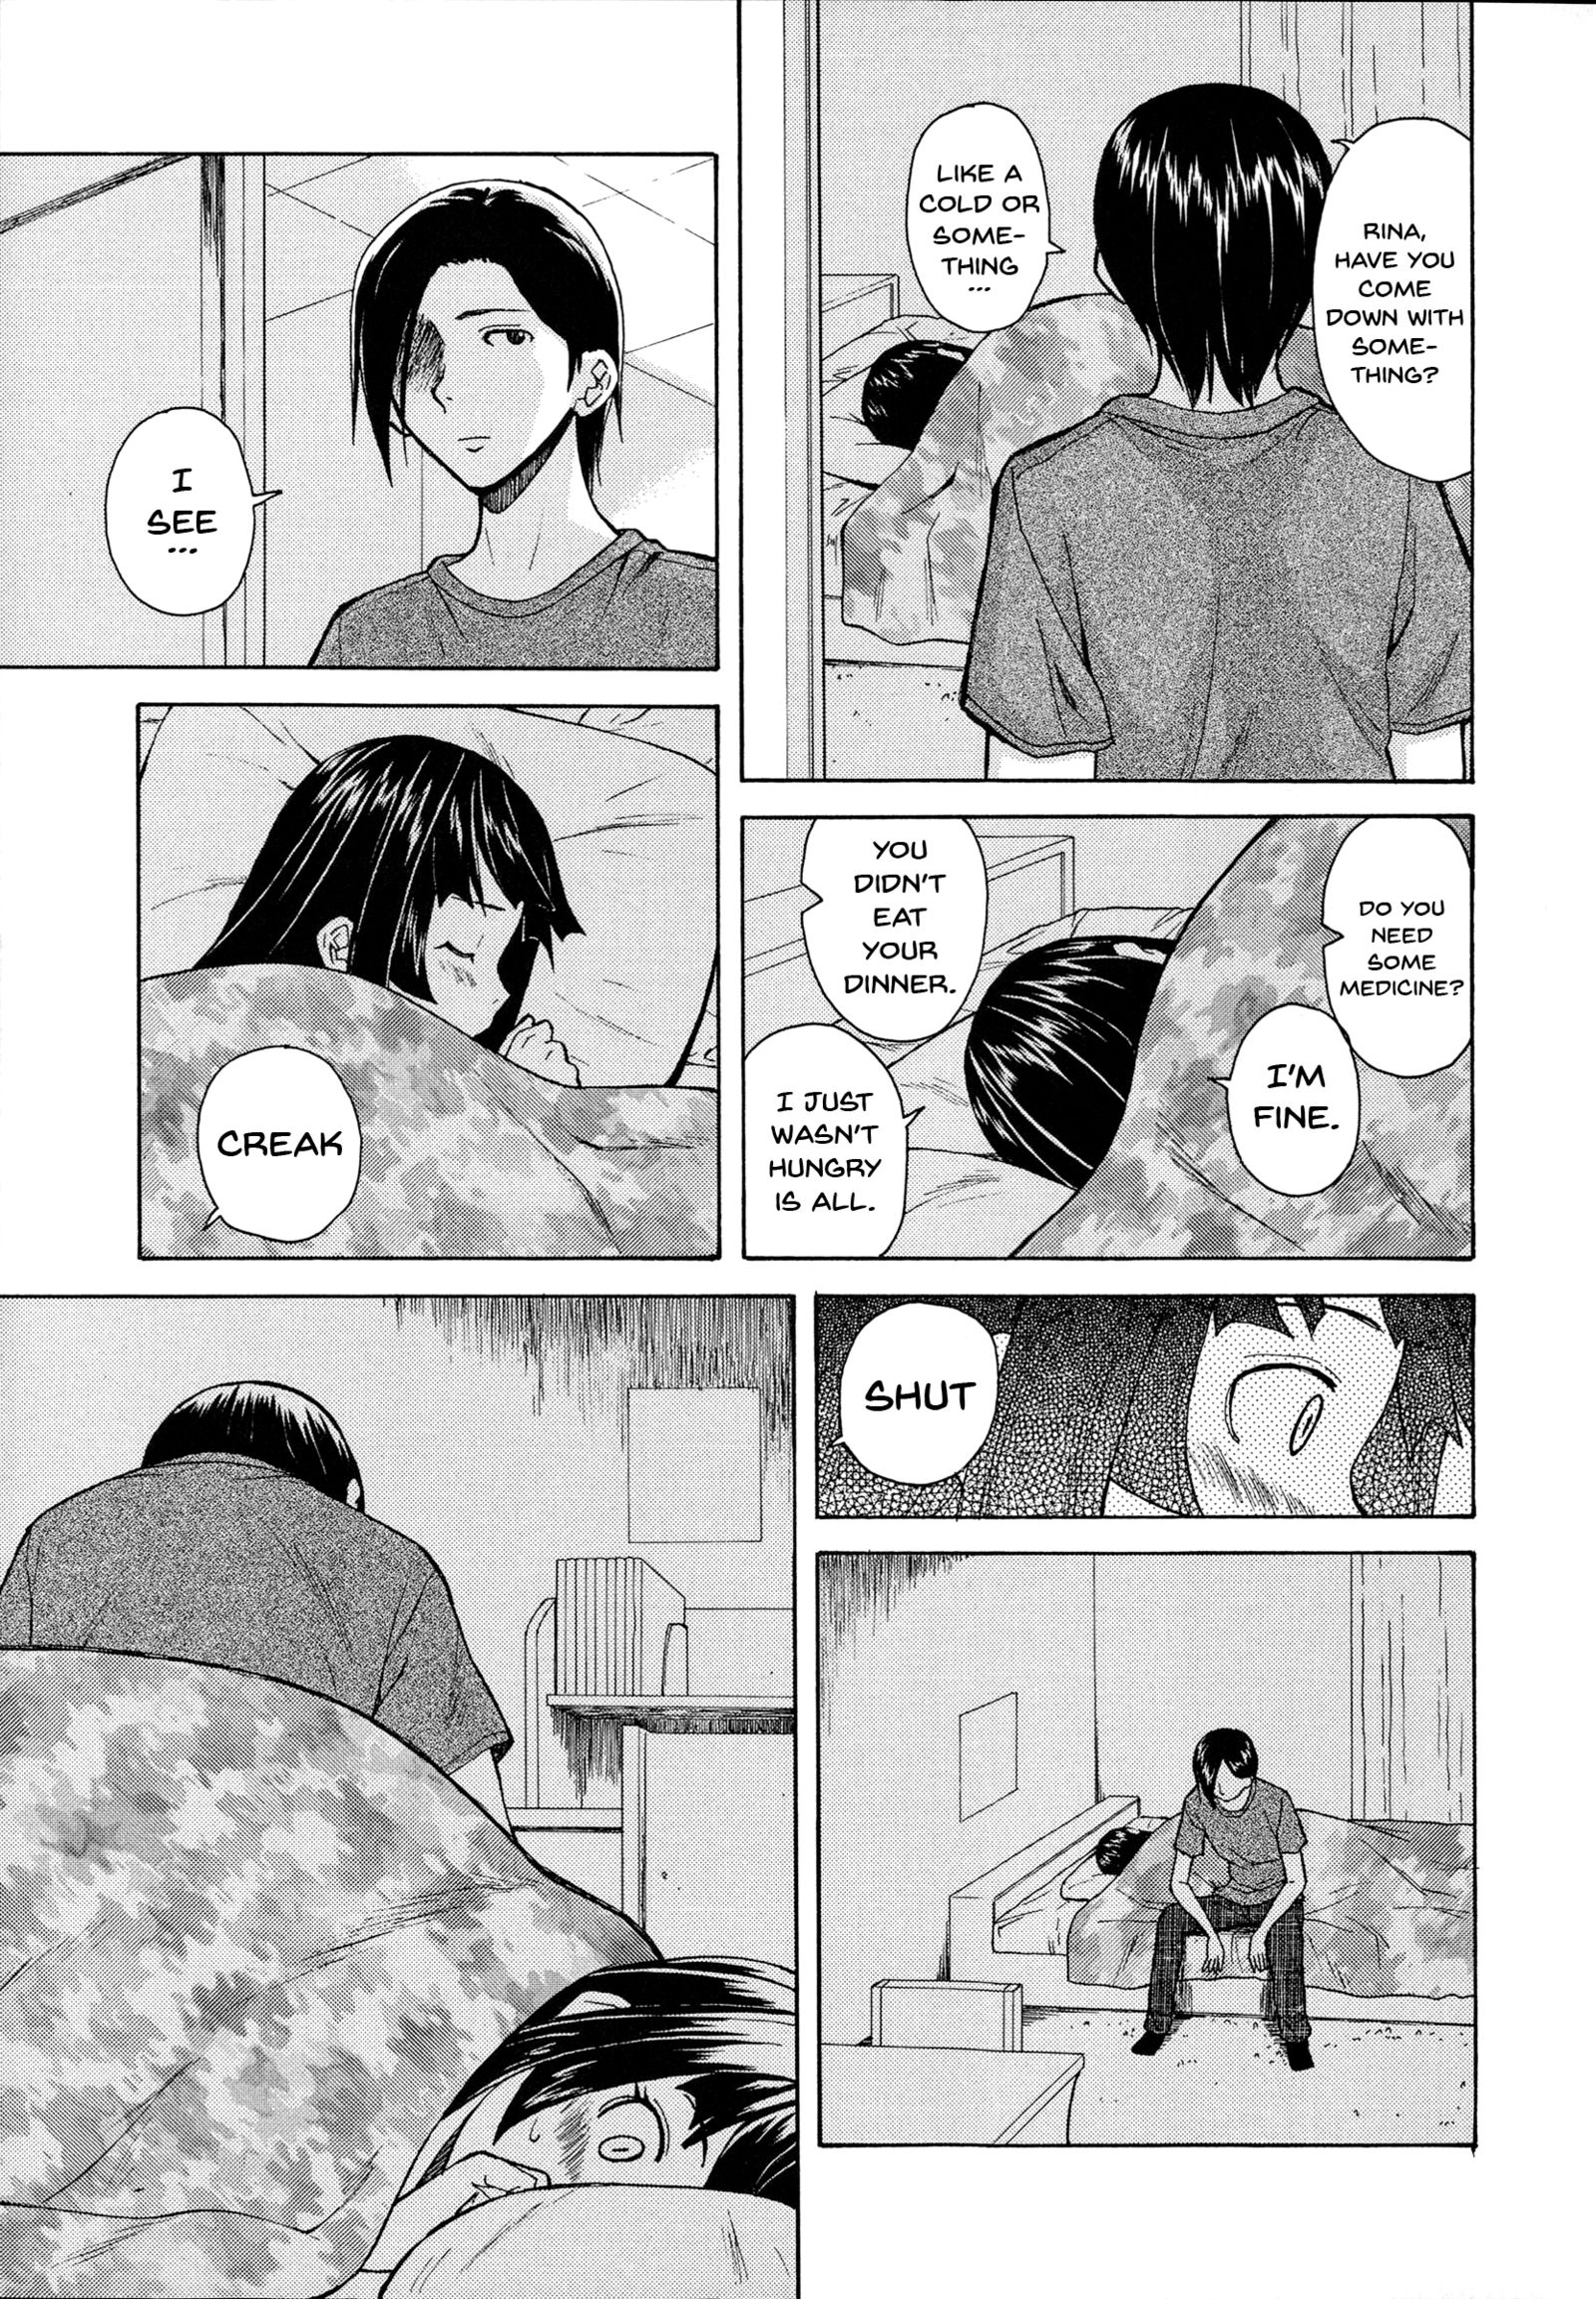 RINA,
HAVE YOU
COME
DOWN WITH
SOME-
THING?
LIKE A
COLD OR
SOME-
THING
...
DO YOU
NEED
SOME
MEDICINE?
I'M
FINE.
YOU
DIDN'T
EAT
YOUR
DINNER.
I JUST
WASN'T
HUNGRY
IS ALL.
I
SEE
...
CREAK
SHUT